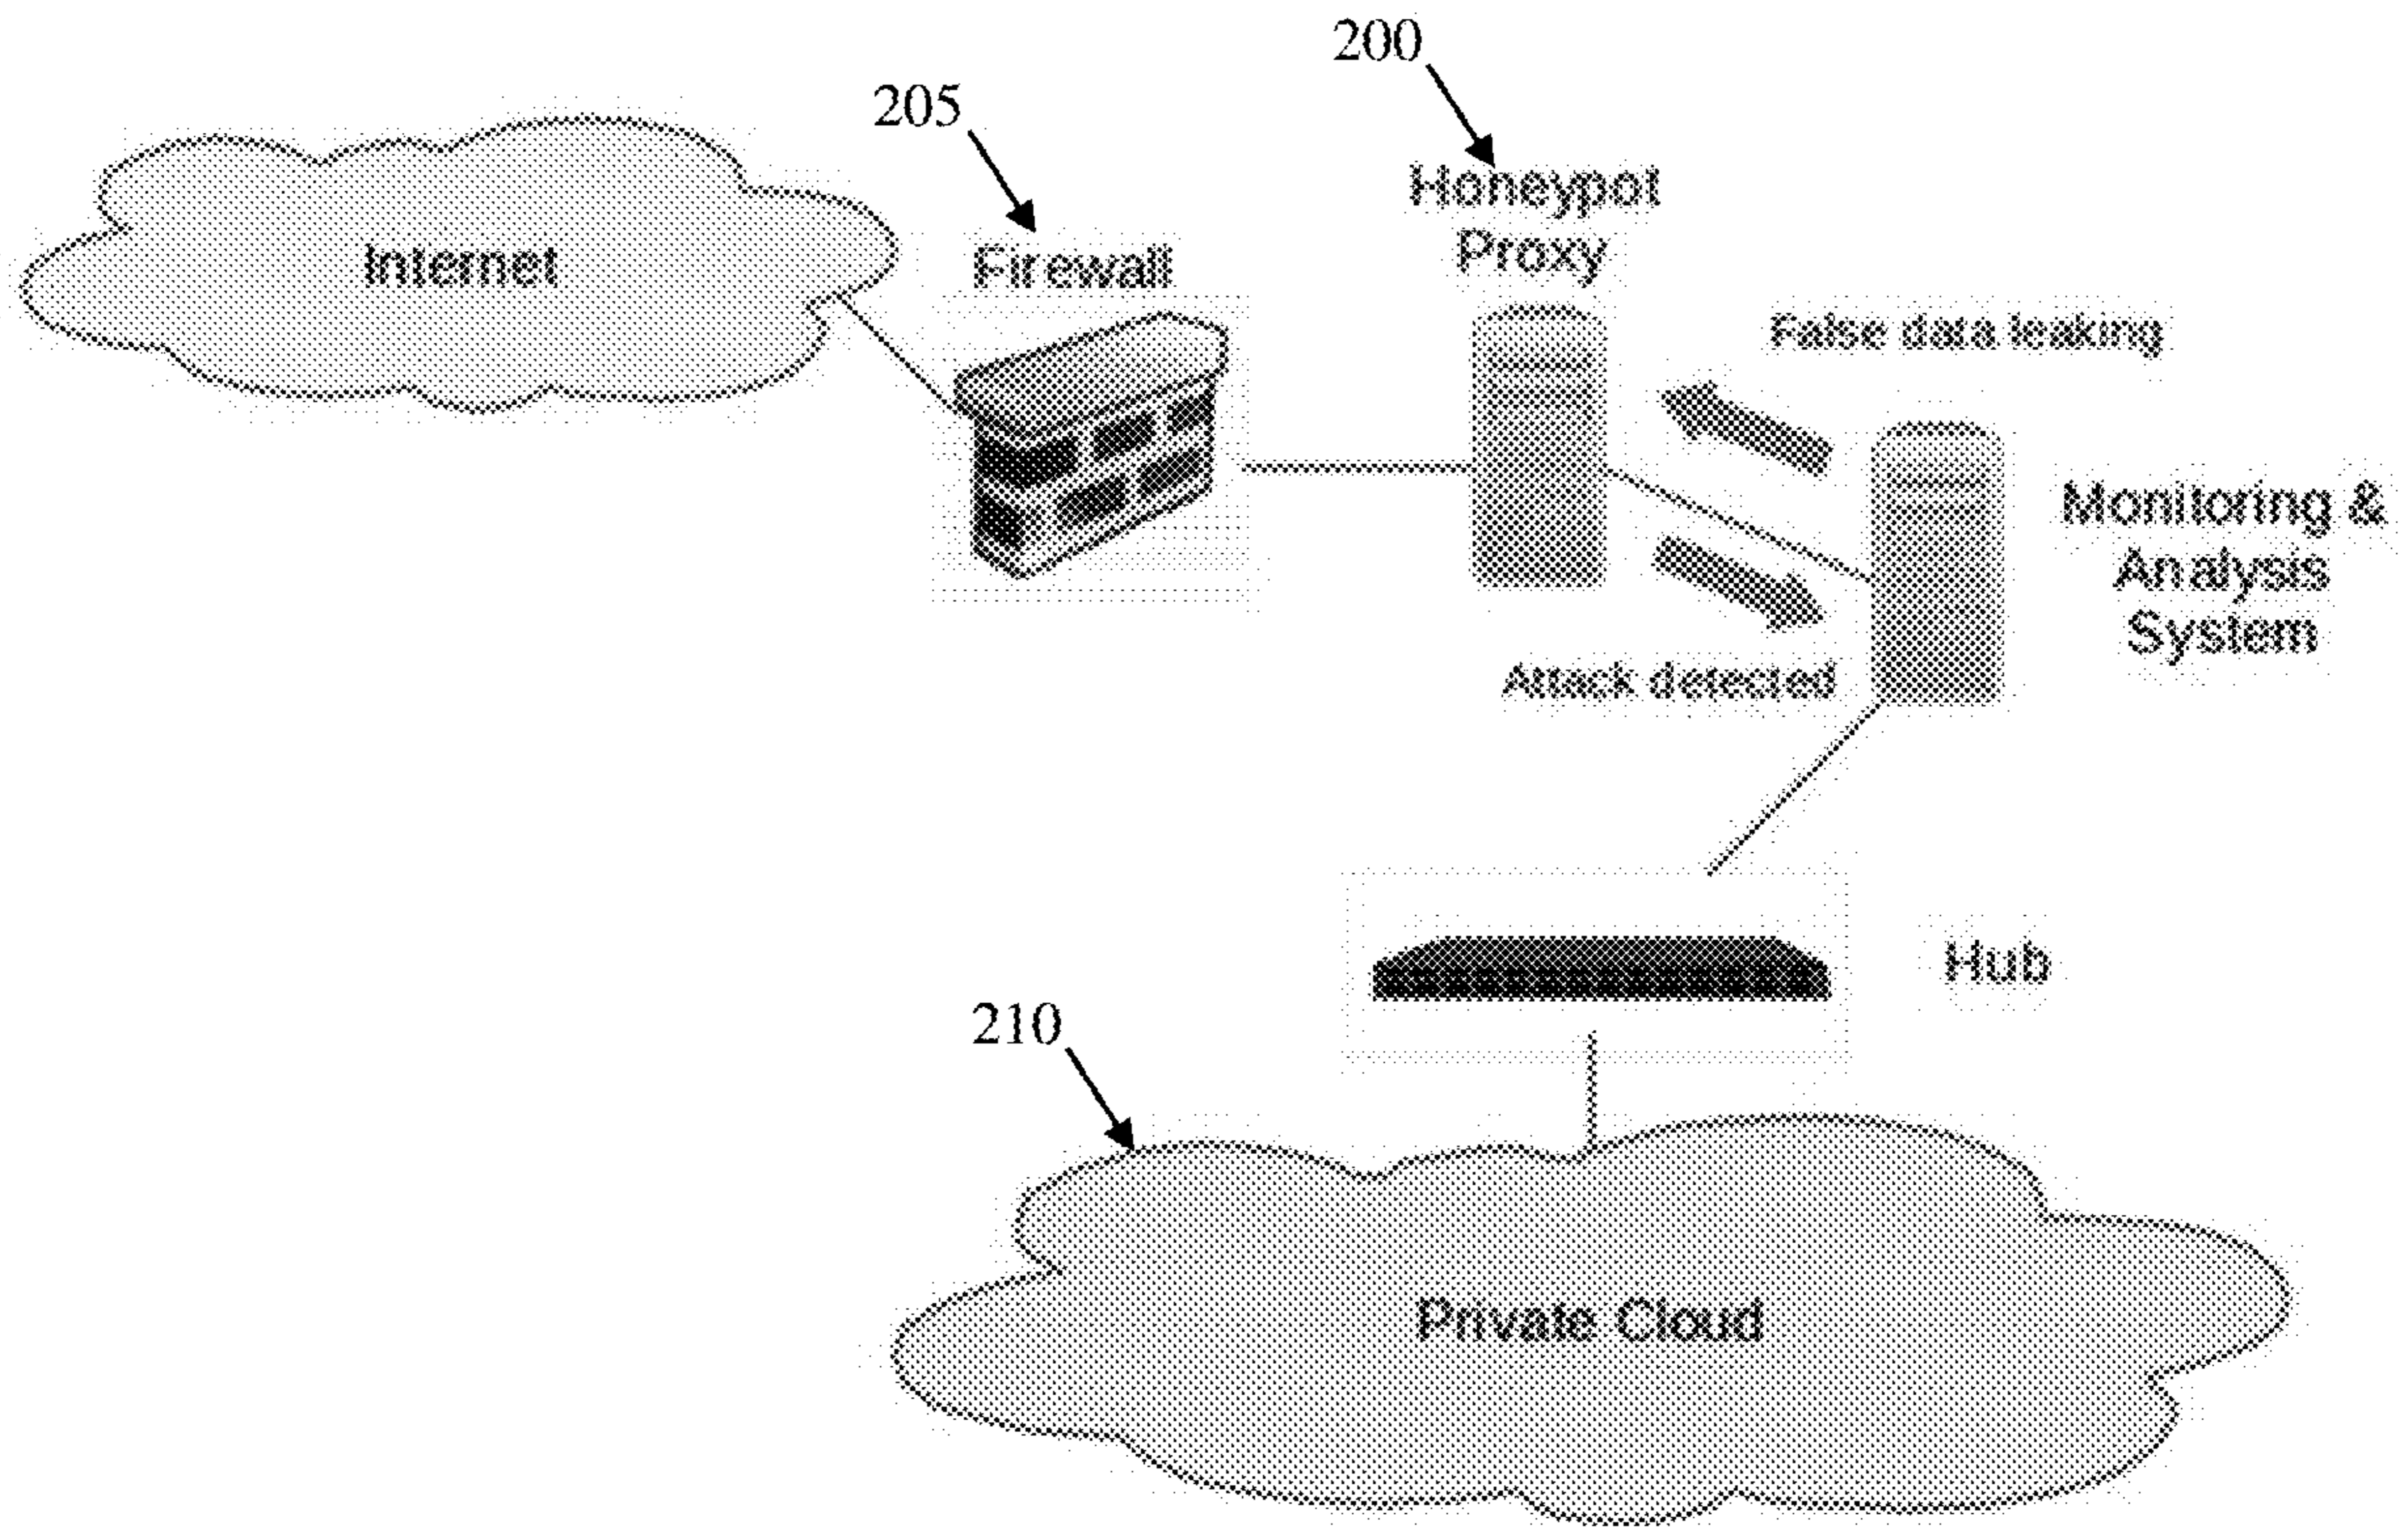 200
205
Honeypot
Proxy
Internet
Firewall
False data leaking
Monitoring &
Analysis
System
Attack detected
Hub
210
Private Cloud